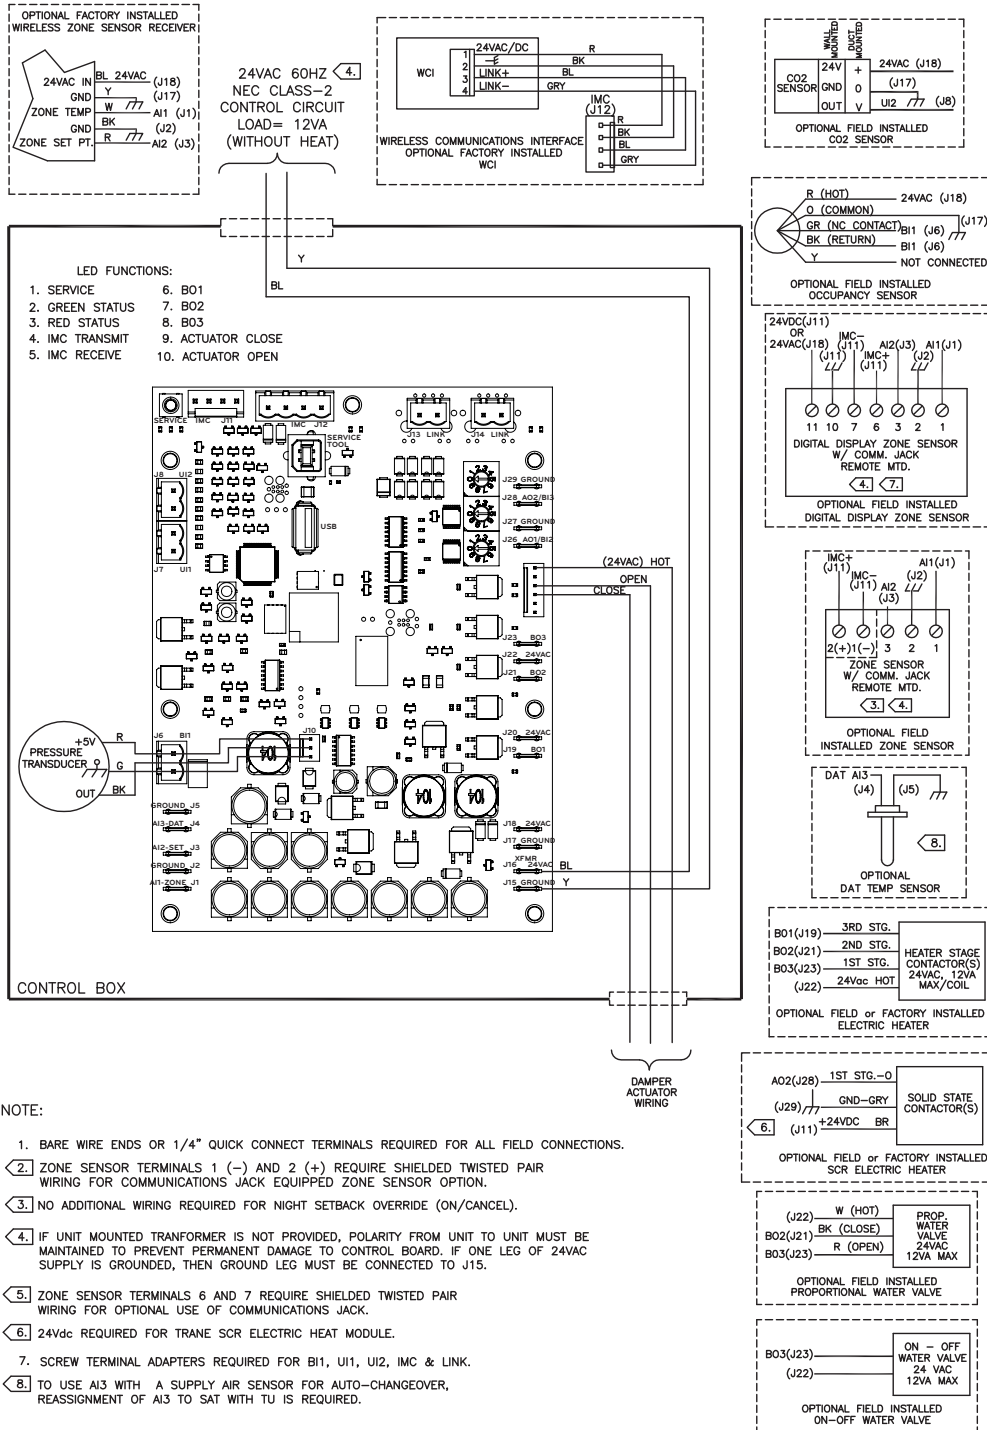 OPTIONAL FACTORY INSTALLED
WIRELESS ZONE SENSOR RECEIVER
24VAC IN BL 24VAC (J18)
GND Y (J17)
ZONE TEMP W AI1 (J1)
GND BK (J2)
ZONE SET PT. R AI2 (J3)
24VAC 60HZ 4.
NEC CLASS-2
CONTROL CIRCUIT
LOAD= 12VA
(WITHOUT HEAT)
WCI
1 24VAC/DC R
2 BK
3 LINK+ BL
4 LINK- GRY
IMC
(J12)
R
BK
BL
GRY
WIRELESS COMMUNICATIONS INTERFACE
OPTIONAL FACTORY INSTALLED
WCI
WALL
MOUNTED
DUCT
MOUNTED
CO2
SENSOR
24V + 24VAC (J18)
GND 0 (J17)
OUT V UI2 (J8)
OPTIONAL FIELD INSTALLED
CO2 SENSOR
R (HOT) 24VAC (J18)
O (COMMON) (J17)
GR (NC CONTACT) BI1 (J6)
BK (RETURN) BI1 (J6)
Y NOT CONNECTED
OPTIONAL FIELD INSTALLED
OCCUPANCY SENSOR
Y
BL
LED FUNCTIONS:
1. SERVICE
2. GREEN STATUS
3. RED STATUS
4. IMC TRANSMIT
5. IMC RECEIVE
6. BO1
7. BO2
8. BO3
9. ACTUATOR CLOSE
10. ACTUATOR OPEN
24VDC(J11)
OR
24VAC(J18)
(J11)
IMC-
(J11)
IMC+
(J11)
AI2(J3)
(J2)
AI1(J1)
11 10 7 6 3 2 1
DIGITAL DISPLAY ZONE SENSOR
W/ COMM. JACK
REMOTE MTD.
4. 7.
OPTIONAL FIELD INSTALLED
DIGITAL DISPLAY ZONE SENSOR
SERVICE
IMC J11
IMC J12
J13 LINK
J14 LINK
SERVICE
TOOL
USB
J8 UI2
J7 UI1
J29 GROUND
J28 AO2/BI3
J27 GROUND
J26 AO1/BI2
(24VAC) HOT
OPEN
CLOSE
J23 BO3
J22 24VAC
J21 BO2
J20 24VAC
J19 BO1
J18 24VAC
J17 GROUND
XFMR
J16 24VAC BL
J15 GROUND Y
J10
J6 BI1
104
104
104
GROUND J5
AI3-DAT J4
AI2-SET J3
GROUND J2
AI1-ZONE J1
PRESSURE
TRANSDUCER
+5V R
G
OUT BK
CONTROL BOX
DAMPER
ACTUATOR
WIRING
IMC+
(J11)
IMC-
(J11)
AI2
(J3)
(J2)
AI1(J1)
2(+) 1(-) 3 2 1
ZONE SENSOR
W/ COMM. JACK
REMOTE MTD.
3. 4.
OPTIONAL FIELD
INSTALLED ZONE SENSOR
DAT AI3
(J4) (J5)
8.
OPTIONAL
DAT TEMP SENSOR
BO1(J19) 3RD STG.
BO2(J21) 2ND STG.
BO3(J23) 1ST STG.
(J22) 24Vac HOT
HEATER STAGE
CONTACTOR(S)
24VAC, 12VA
MAX/COIL
OPTIONAL FIELD or FACTORY INSTALLED
ELECTRIC HEATER
AO2(J28) 1ST STG.-O
(J29) GND-GRY
6. (J11) +24VDC BR
SOLID STATE
CONTACTOR(S)
OPTIONAL FIELD or FACTORY INSTALLED
SCR ELECTRIC HEATER
(J22) W (HOT)
BO2(J21) BK (CLOSE)
BO3(J23) R (OPEN)
PROP.
WATER
VALVE
24VAC
12VA MAX
OPTIONAL FIELD INSTALLED
PROPORTIONAL WATER VALVE
BO3(J23)
(J22)
ON - OFF
WATER VALVE
24 VAC
12VA MAX
OPTIONAL FIELD INSTALLED
ON-OFF WATER VALVE
NOTE:
1. BARE WIRE ENDS OR 1/4" QUICK CONNECT TERMINALS REQUIRED FOR ALL FIELD CONNECTIONS.
2. ZONE SENSOR TERMINALS 1 (-) AND 2 (+) REQUIRE SHIELDED TWISTED PAIR
WIRING FOR COMMUNICATIONS JACK EQUIPPED ZONE SENSOR OPTION.
3. NO ADDITIONAL WIRING REQUIRED FOR NIGHT SETBACK OVERRIDE (ON/CANCEL).
4. IF UNIT MOUNTED TRANFORMER IS NOT PROVIDED, POLARITY FROM UNIT TO UNIT MUST BE
MAINTAINED TO PREVENT PERMANENT DAMAGE TO CONTROL BOARD. IF ONE LEG OF 24VAC
SUPPLY IS GROUNDED, THEN GROUND LEG MUST BE CONNECTED TO J15.
5. ZONE SENSOR TERMINALS 6 AND 7 REQUIRE SHIELDED TWISTED PAIR
WIRING FOR OPTIONAL USE OF COMMUNICATIONS JACK.
6. 24Vdc REQUIRED FOR TRANE SCR ELECTRIC HEAT MODULE.
7. SCREW TERMINAL ADAPTERS REQUIRED FOR BI1, UI1, UI2, IMC & LINK.
8. TO USE AI3 WITH A SUPPLY AIR SENSOR FOR AUTO-CHANGEOVER,
REASSIGNMENT OF AI3 TO SAT WITH TU IS REQUIRED.